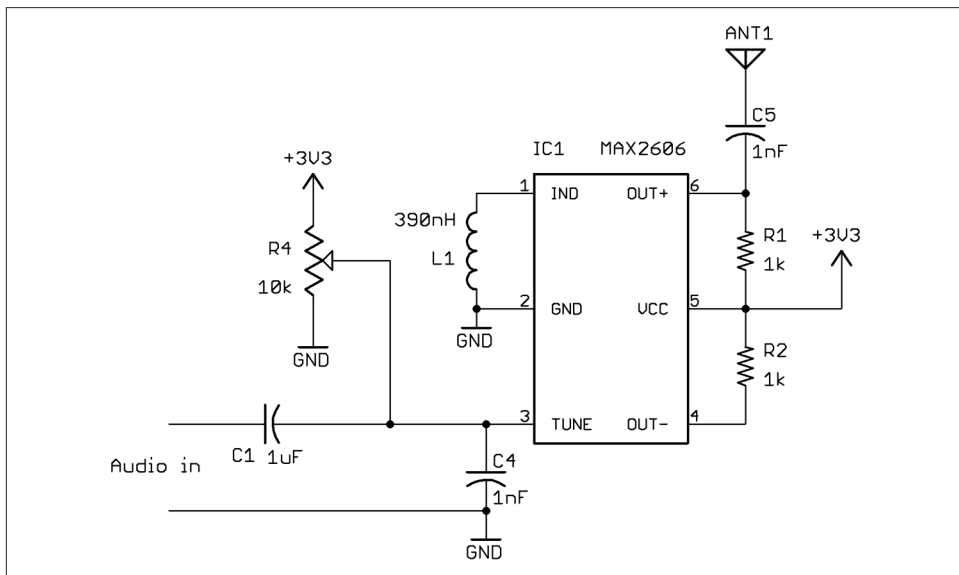 ANT1
C5
1nF
IC1 MAX2606
+3V3
1 IND OUT+ 6
390nH
L1
R4
10k
R1
1k
+3V3
2 GND VCC 5
GND
GND
R2
1k
3 TUNE OUT- 4
C1 1uF
Audio in
C4
1nF
GND